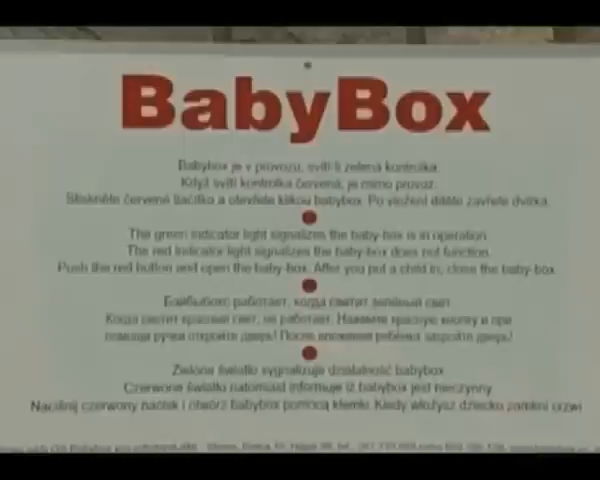 BabyBox
Babybox je v provozu, svítí-li zelená kontrolka.
Když svítí kontrolka červená, je mimo provoz.
Stiskněte červené tlačítko a otevřete klikou babybox. Po vložení dítěte zavřete dvířka.
The green indicator light signalizes the baby-box is in operation.
The red indicator light signalizes the baby-box does not function.
Push the red button and open the baby-box. After you put a child in, close the baby-box.
работает, когда светит зелёный свет.
Когда светит красный свет, не работает. Нажмите красную кнопку и при
помощи ручки откройте дверь! После вложения ребёнка закройте дверь!
Zielone światło sygnalizuje działalność babybox
Czerwone światło natomiast informuje iż babybox jest nieczynny
Naciśnij czerwony i otwórz babybox pomocą klamki Kiedy włożysz dziecko zamkni